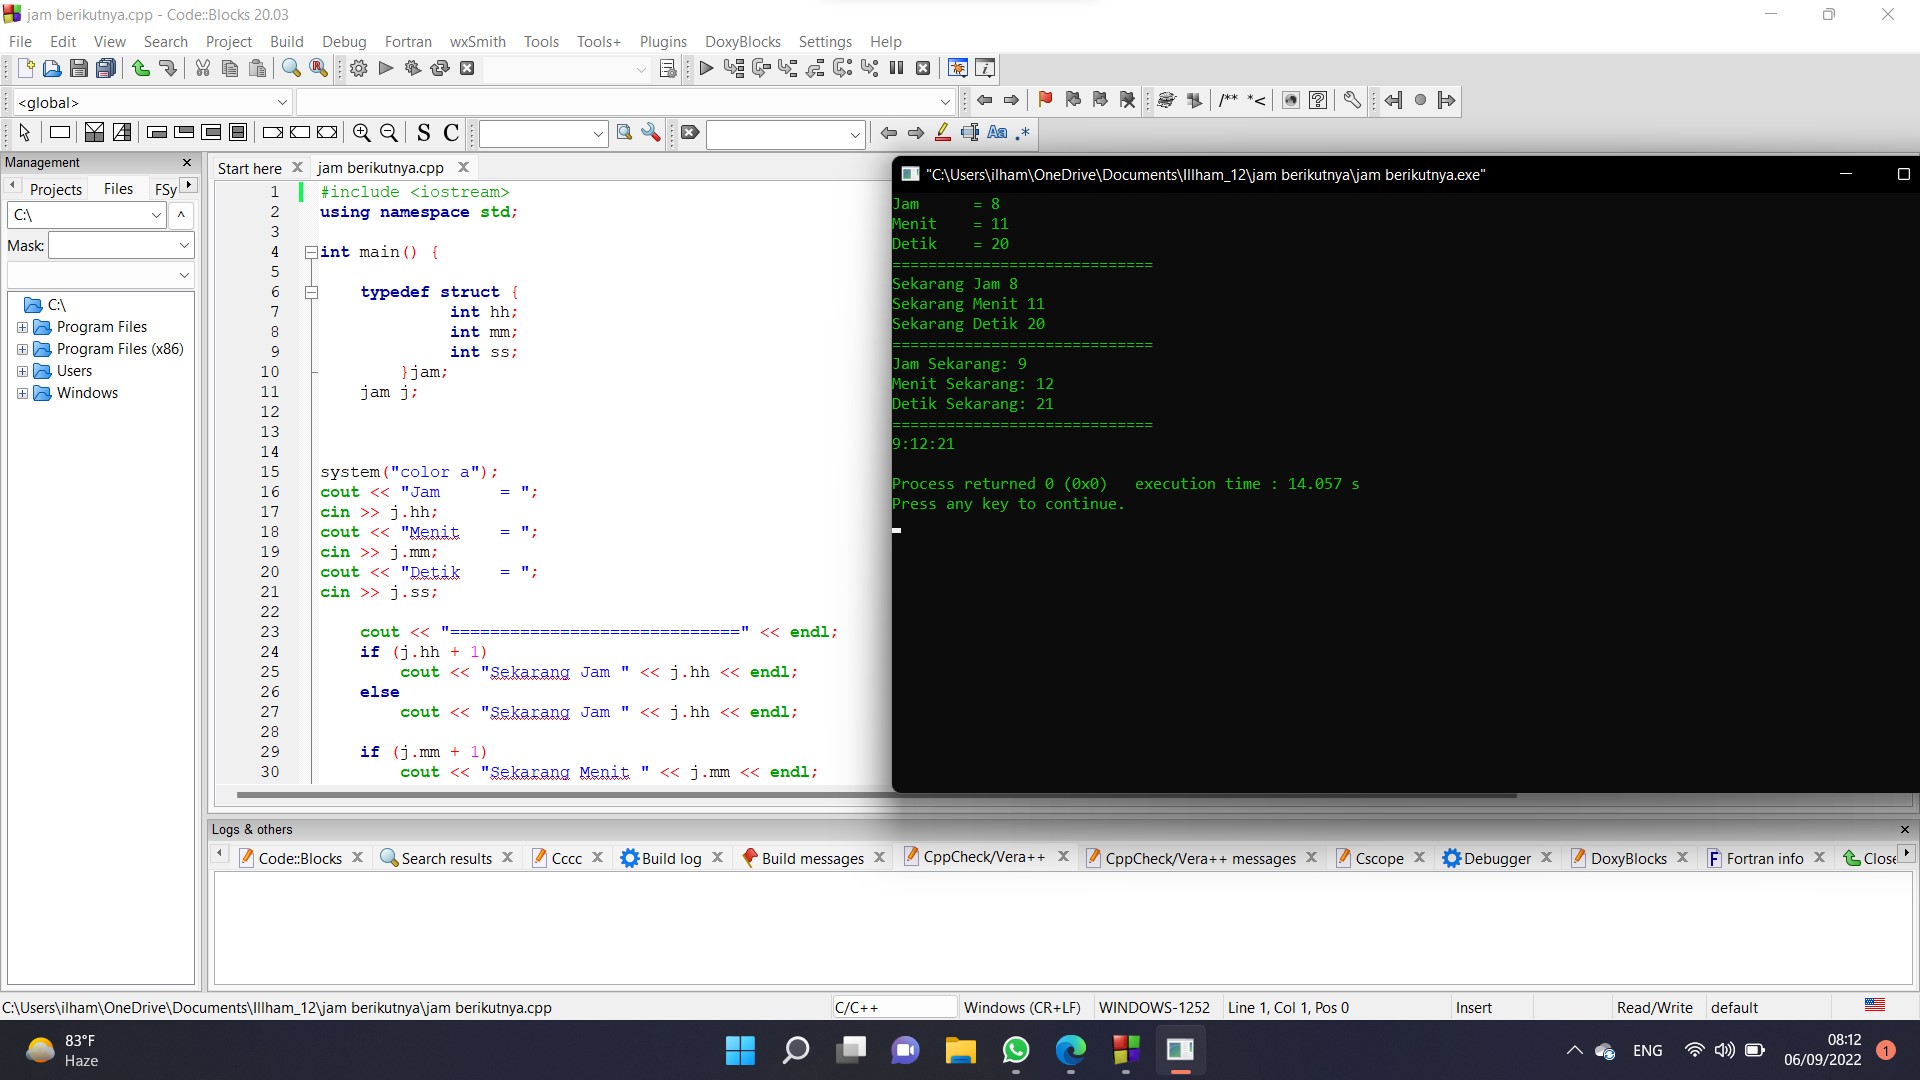 jam berikutnya.cpp - Code::Blocks 20.03
File Edit View Search Project Build Debug Fortran wxSmith Tools Tools+ Plugins DoxyBlocks Settings Help
<global>
/** *<
S C
Aa .*
Management
Projects Files FSy
C:\
Mask:
C:\
Program Files
Program Files (x86)
Users
Windows
Start here jam berikutnya.cpp
1 #include <iostream>
2 using namespace std;
3
4 int main() {
5
6 typedef struct {
7 int hh;
8 int mm;
9 int ss;
10 }jam;
11 jam j;
12
13
14
15 system("color a");
16 cout << "Jam      = ";
17 cin >> j.hh;
18 cout << "Menit    = ";
19 cin >> j.mm;
20 cout << "Detik    = ";
21 cin >> j.ss;
22
23 cout << "=============================" << endl;
24 if (j.hh + 1)
25 cout << "Sekarang Jam " << j.hh << endl;
26 else
27 cout << "Sekarang Jam " << j.hh << endl;
28
29 if (j.mm + 1)
30 cout << "Sekarang Menit " << j.mm << endl;
"C:\Users\ilham\OneDrive\Documents\Illham_12\jam berikutnya\jam berikutnya.exe"
Jam      = 8
Menit    = 11
Detik    = 20
=============================
Sekarang Jam 8
Sekarang Menit 11
Sekarang Detik 20
=============================
Jam Sekarang: 9
Menit Sekarang: 12
Detik Sekarang: 21
=============================
9:12:21
Process returned 0 (0x0)   execution time : 14.057 s
Press any key to continue.
Logs & others
Code::Blocks Search results Cccc Build log Build messages CppCheck/Vera++ CppCheck/Vera++ messages Cscope Debugger DoxyBlocks Fortran info Close
C:\Users\ilham\OneDrive\Documents\Illham_12\jam berikutnya\jam berikutnya.cpp C/C++ Windows (CR+LF) WINDOWS-1252 Line 1, Col 1, Pos 0 Insert Read/Write default
83°F
Haze
ENG
08:12
06/09/2022
1